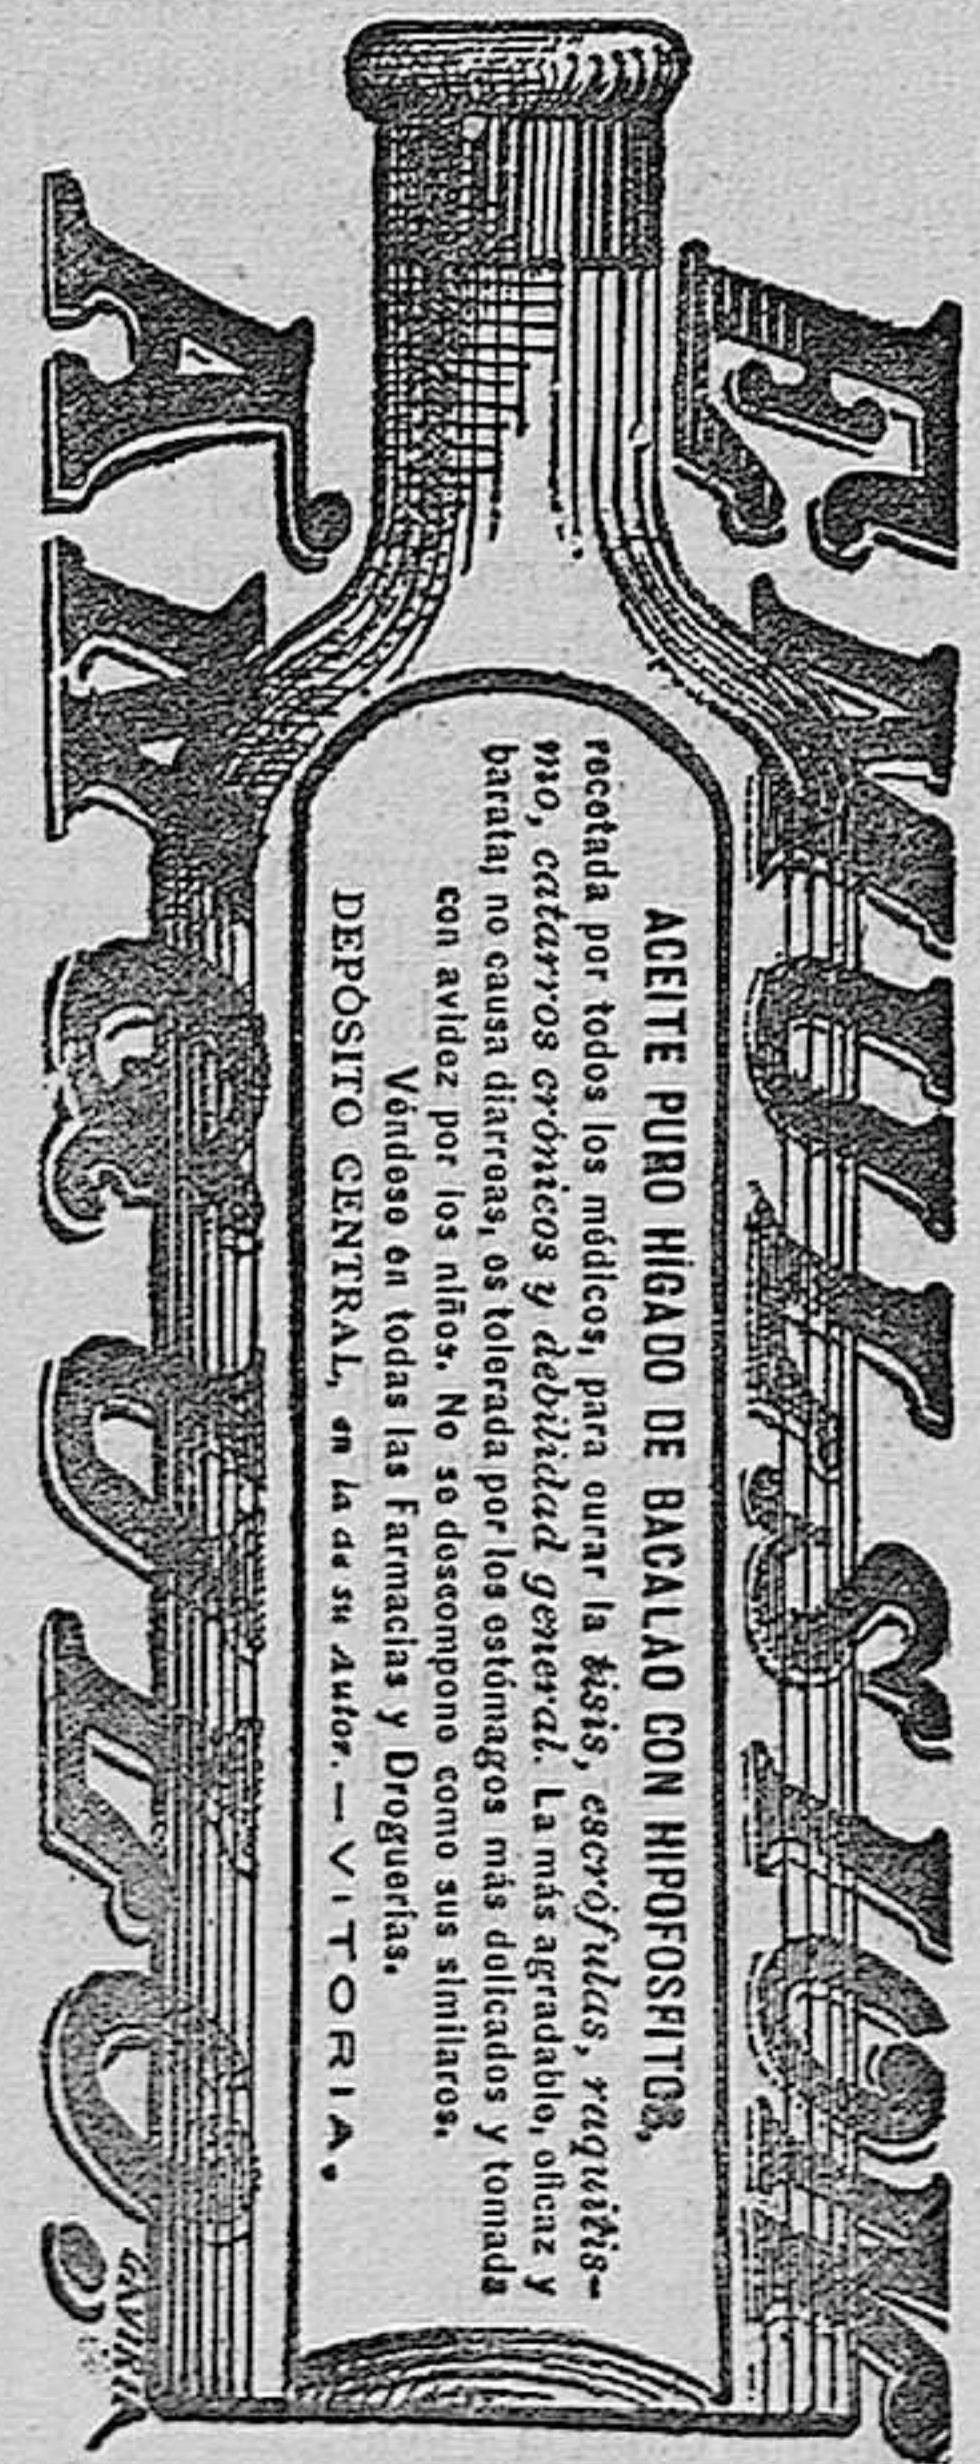 EMULSION
ACEITE PURO HÍGADO DE BACALAO CON HIPOFOSFITOS,
recetada por todos los médicos, para curar la tisis, escrófulas, raquitis-
mo, catarros crónicos y debilidad general. La más agradable, eficaz y
barata; no causa diarreas, es tolerada por los estómagos más delicados y tomada
con avidez por los niños. No se descompone como sus similares.
Véndese en todas las Farmacias y Droguerías.
DEPÓSITO CENTRAL, en la de su Autor.—VITORIA.